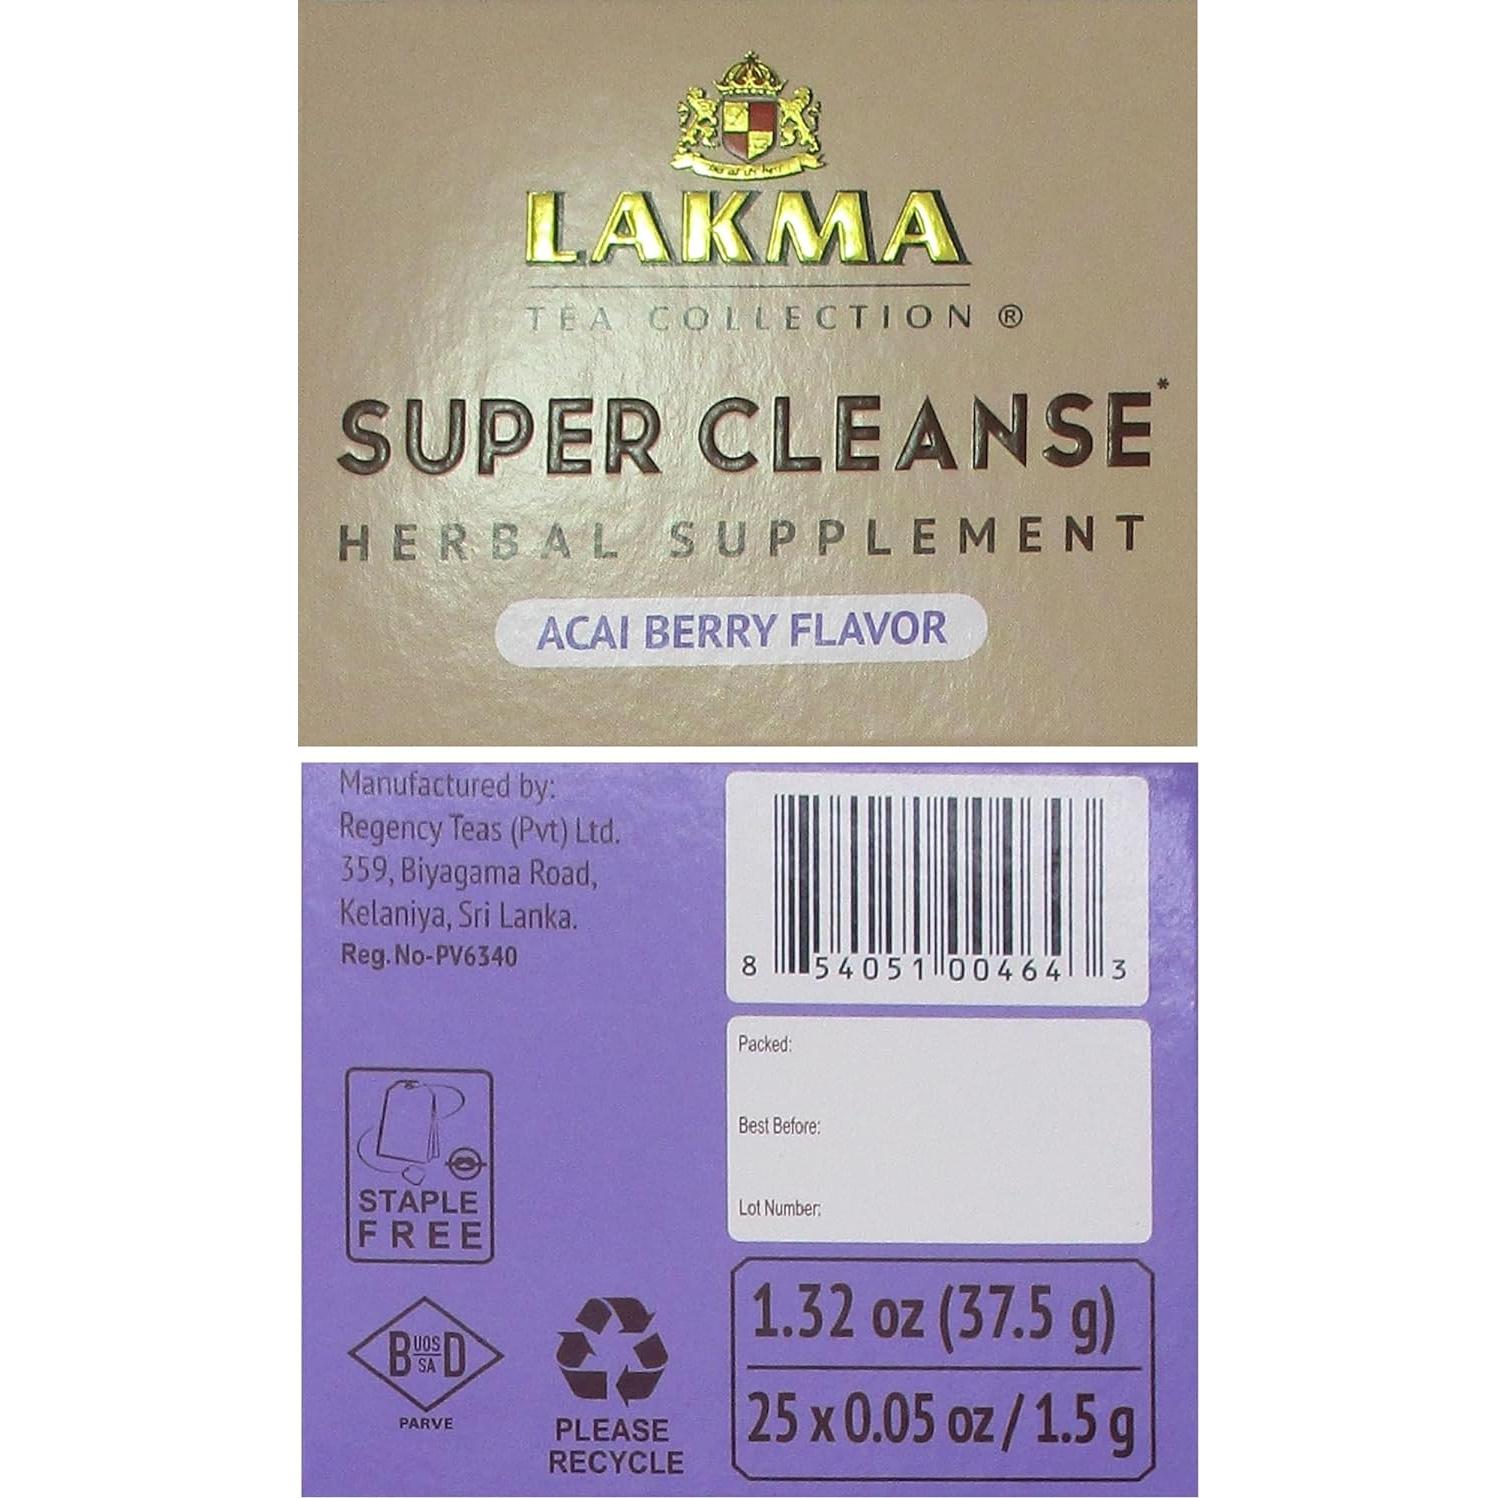 LAKMA
TEA COLLECTION ®
SUPER CLEANSE*
HERBAL SUPPLEMENT
ACAI BERRY FLAVOR
Manufactured by:
Regency Teas (Pvt) Ltd.
359, Biyagama Road,
Kelaniya, Sri Lanka.
Reg.No-PV6340
8 54051 00464 3
Packed:
Best Before:
Lot Number:
STAPLE
FREE
B UOS SA D
PARVE
PLEASE
RECYCLE
1.32 oz (37.5 g)
25 x 0.05 oz / 1.5 g